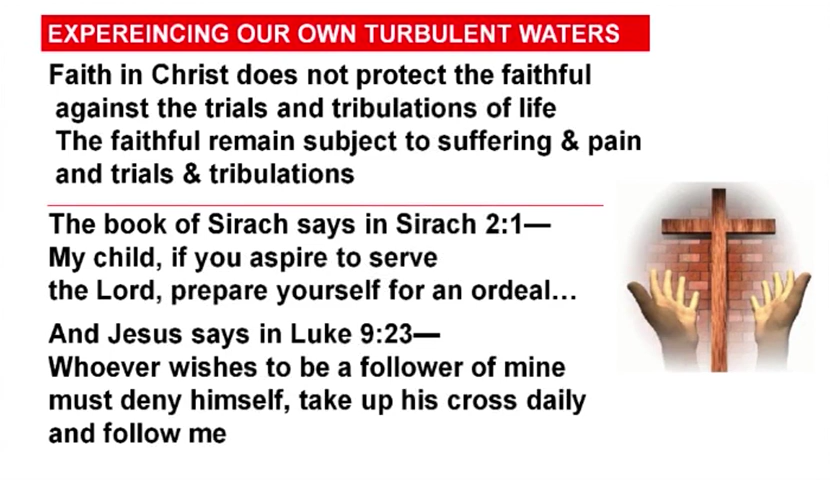 EXPEREINCING OUR OWN TURBULENT WATERS
Faith in Christ does not protect the faithful
against the trials and tribulations of life
The faithful remain subject to suffering & pain
and trials & tribulations
The book of Sirach says in Sirach 2:1—
My child, if you aspire to serve
the Lord, prepare yourself for an ordeal…
And Jesus says in Luke 9:23—
Whoever wishes to be a follower of mine
must deny himself, take up his cross daily
and follow me